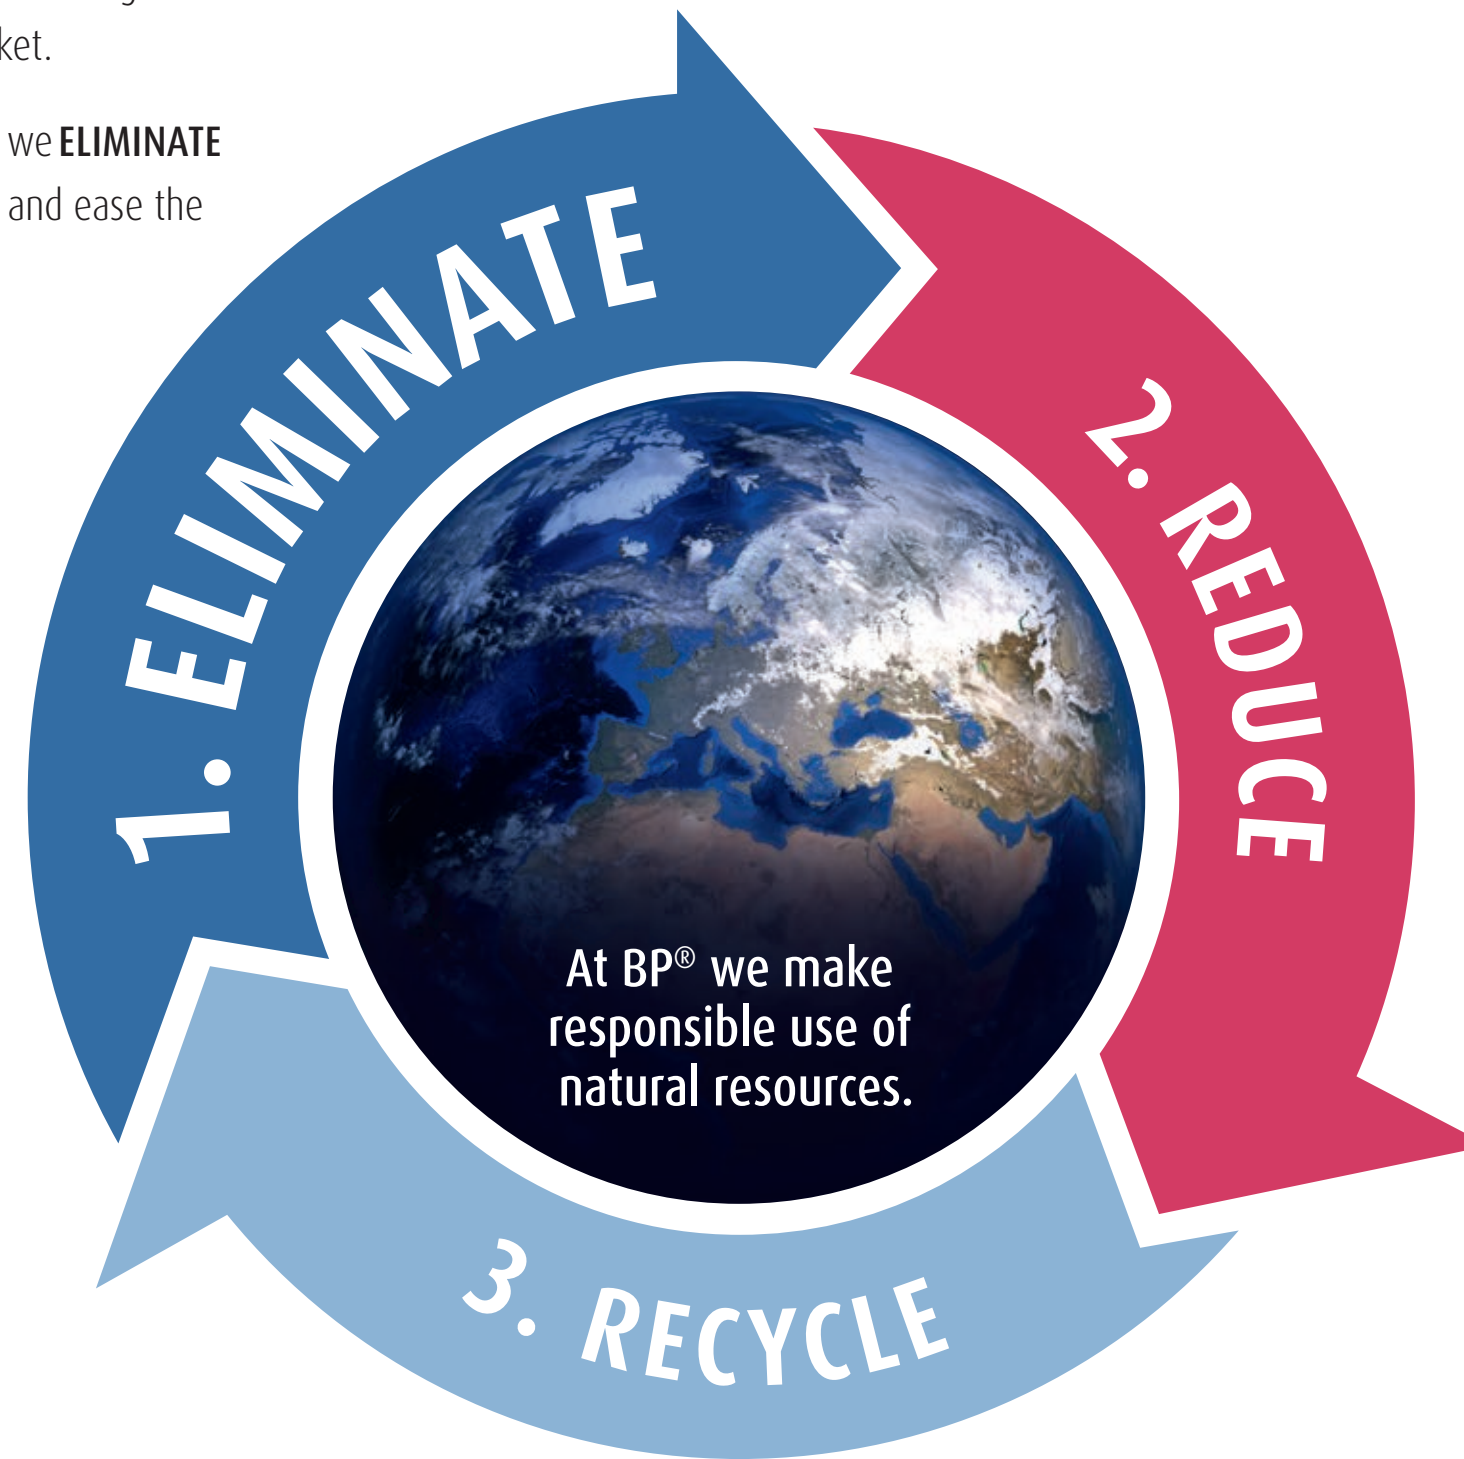 ket.
we ELIMINATE
and ease the
1. ELIMINATE
2. REDUCE
At BP® we make
responsible use of
natural resources.
3. RECYCLE